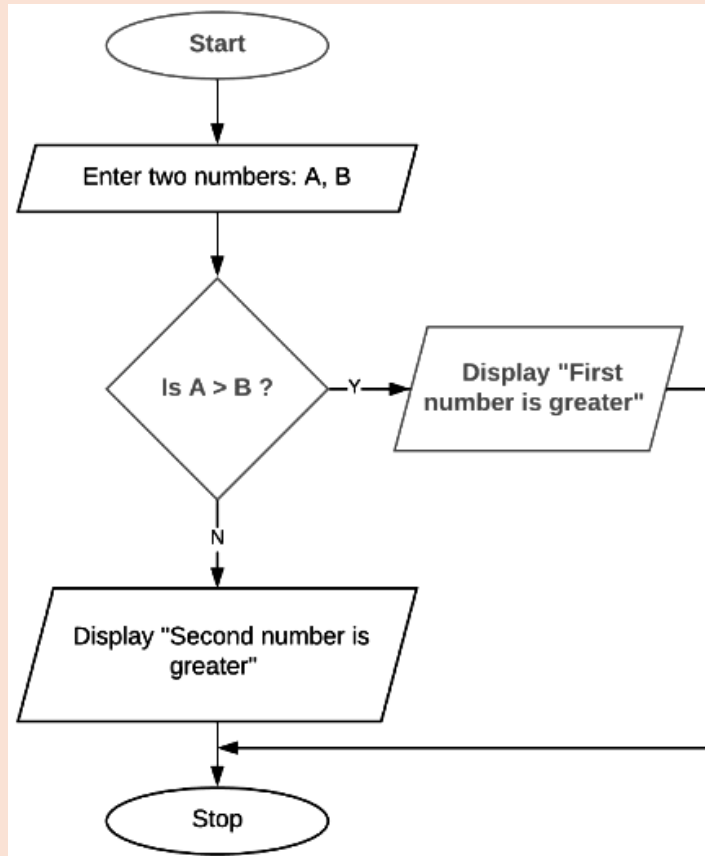 Start
Enter two numbers: A, B
Is A > B ?
Y
Display "First
number is greater"
N
Display "Second number is
greater"
Stop